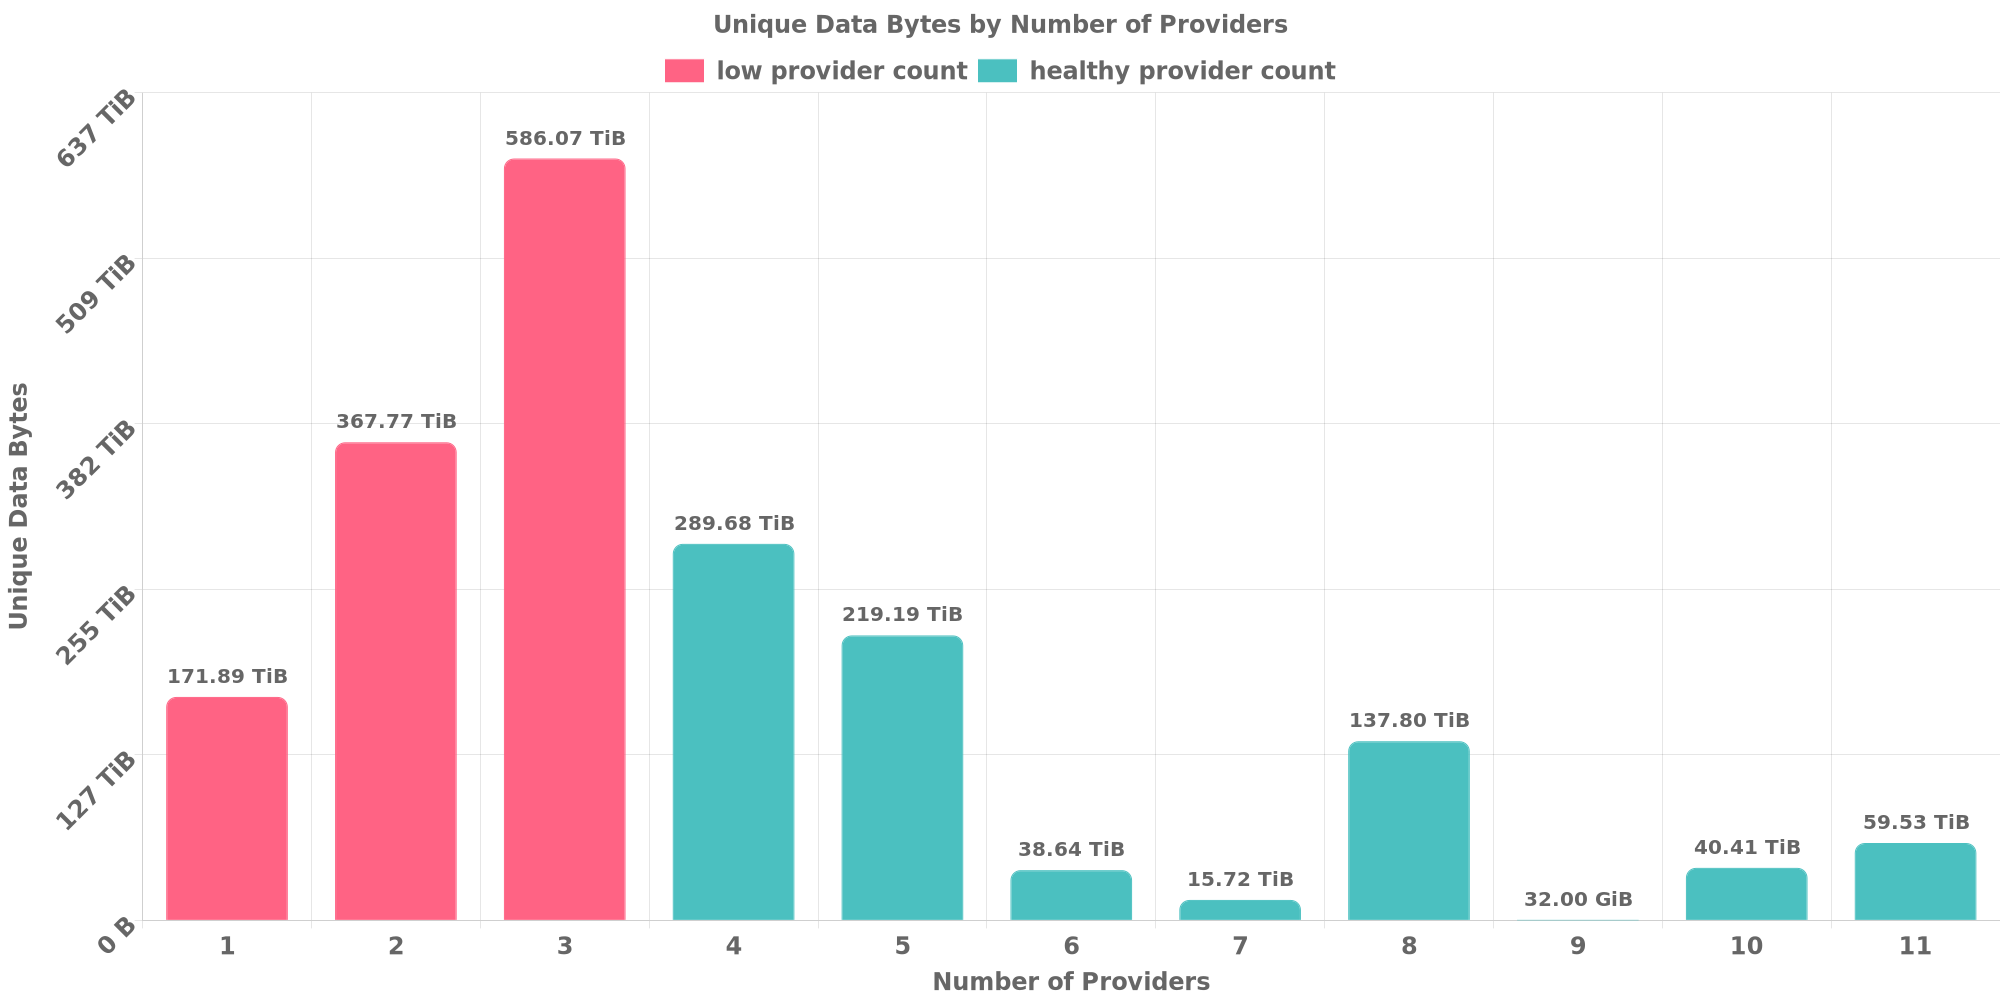 Unique Data Bytes by Number of Providers
low provider count healthy provider count
637 TiB
509 TiB
382 TiB
255 TiB
127 TiB
0 B
Unique Data Bytes
171.89 TiB
367.77 TiB
586.07 TiB
289.68 TiB
219.19 TiB
38.64 TiB
15.72 TiB
137.80 TiB
32.00 GiB
40.41 TiB
59.53 TiB
1 2 3 4 5 6 7 8 9 10 11
Number of Providers